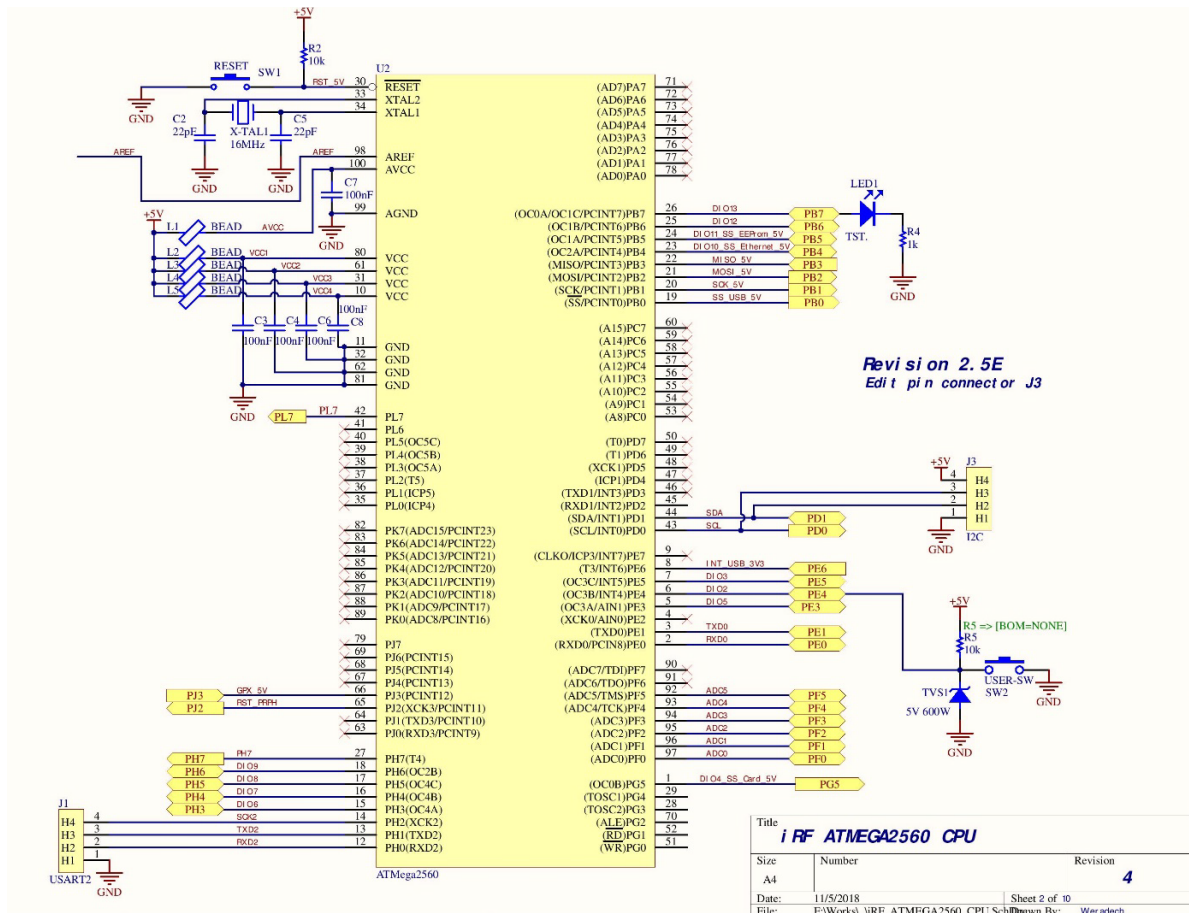 +5V
R2
10k
RESET
SW1
RST_5V
GND
C2
22pF
X-TAL1
16MHz
C5
22pF
GND
GND
AREF
AREF
C7
100nF
GND
+5V
L1 BEAD AVCC
L2 BEAD VCC1
L3 BEAD VCC2
L4 BEAD VCC3
L5 BEAD VCC4
100nF
C3 C4 C6 C8
100nF 100nF 100nF
GND
PL7 PL7
U2
30 RESET
33 XTAL2
34 XTAL1
98 AREF
100 AVCC
99 AGND
80 VCC
61 VCC
31 VCC
10 VCC
11 GND
32 GND
62 GND
81 GND
42 PL7
41 PL6
40 PL5(OC5C)
39 PL4(OC5B)
38 PL3(OC5A)
37 PL2(T5)
36 PL1(ICP5)
35 PL0(ICP4)
82 PK7(ADC15/PCINT23)
83 PK6(ADC14/PCINT22)
84 PK5(ADC13/PCINT21)
85 PK4(ADC12/PCINT20)
86 PK3(ADC11/PCINT19)
87 PK2(ADC10/PCINT18)
88 PK1(ADC9/PCINT17)
89 PK0(ADC8/PCINT16)
79 PJ7
69 PJ6(PCINT15)
68 PJ5(PCINT14)
67 PJ4(PCINT13)
PJ3 GPX_5V 66 PJ3(PCINT12)
PJ2 RST_PRPH 65 PJ2(XCK3/PCINT11)
64 PJ1(TXD3/PCINT10)
63 PJ0(RXD3/PCINT9)
PH7 PH7 27 PH7(T4)
PH6 DIO9 18 PH6(OC2B)
PH5 DIO8 17 PH5(OC4C)
PH4 DIO7 16 PH4(OC4B)
PH3 DIO6 15 PH3(OC4A)
J1
H4 4 SCK2 14 PH2(XCK2)
H3 3 TXD2 13 PH1(TXD2)
H2 2 RXD2 12 PH0(RXD2)
H1 1
USART2
GND
ATMega2560
(AD7)PA7 71
(AD6)PA6 72
(AD5)PA5 73
(AD4)PA4 74
(AD3)PA3 75
(AD2)PA2 76
(AD1)PA1 77
(AD0)PA0 78
(OC0A/OC1C/PCINT7)PB7 26 DIO13 PB7
(OC1B/PCINT6)PB6 25 DIO12 PB6
(OC1A/PCINT5)PB5 24 DIO11_SS_EEProm_5V PB5
(OC2A/PCINT4)PB4 23 DIO10_SS_Ethernet_5V PB4
(MISO/PCINT3)PB3 22 MISO_5V PB3
(MOSI/PCINT2)PB2 21 MOSI_5V PB2
(SCK/PCINT1)PB1 20 SCK_5V PB1
(SS/PCINT0)PB0 19 SS_USB_5V PB0
LED1
TST.
R4
1k
GND
(A15)PC7 60
(A14)PC6 59
(A13)PC5 58
(A12)PC4 57
(A11)PC3 56
(A10)PC2 55
(A9)PC1 54
(A8)PC0 53
Revision 2.5E
Edit pin connector J3
(T0)PD7 50
(T1)PD6 49
(XCK1)PD5 48
(ICP1)PD4 47
(TXD1/INT3)PD3 46
(RXD1/INT2)PD2 45
(SDA/INT1)PD1 44 SDA PD1
(SCL/INT0)PD0 43 SCL PD0
+5V
J3
4 H4
3 H3
2 H2
1 H1
I2C
GND
(CLKO/ICP3/INT7)PE7 9
(T3/INT6)PE6 8 INT_USB_3V3 PE6
(OC3C/INT5)PE5 7 DIO3 PE5
(OC3B/INT4)PE4 6 DIO2 PE4
(OC3A/AIN1)PE3 5 DIO5 PE3
(XCK0/AIN0)PE2 4
(TXD0)PE1 3 TXD0 PE1
(RXD0/PCIN8)PE0 2 RXD0 PE0
+5V
R5 => [BOM=NONE]
R5
10k
USER-SW
SW2
GND
TVS1
5V 600W
GND
(ADC7/TDI)PF7 90
(ADC6/TDO)PF6 91
(ADC5/TMS)PF5 92 ADC5 PF5
(ADC4/TCK)PF4 93 ADC4 PF4
(ADC3)PF3 94 ADC3 PF3
(ADC2)PF2 95 ADC2 PF2
(ADC1)PF1 96 ADC1 PF1
(ADC0)PF0 97 ADC0 PF0
(OC0B)PG5 1 DIO4_SS_Card_5V PG5
(TOSC1)PG4 29
(TOSC2)PG3 28
(ALE)PG2 70
(RD)PG1 52
(WR)PG0 51
Title
iRF ATMEGA2560 CPU
Size Number Revision
A4 4
Date: 11/5/2018 Sheet 2 of 10
File: Drawn By: Weradech